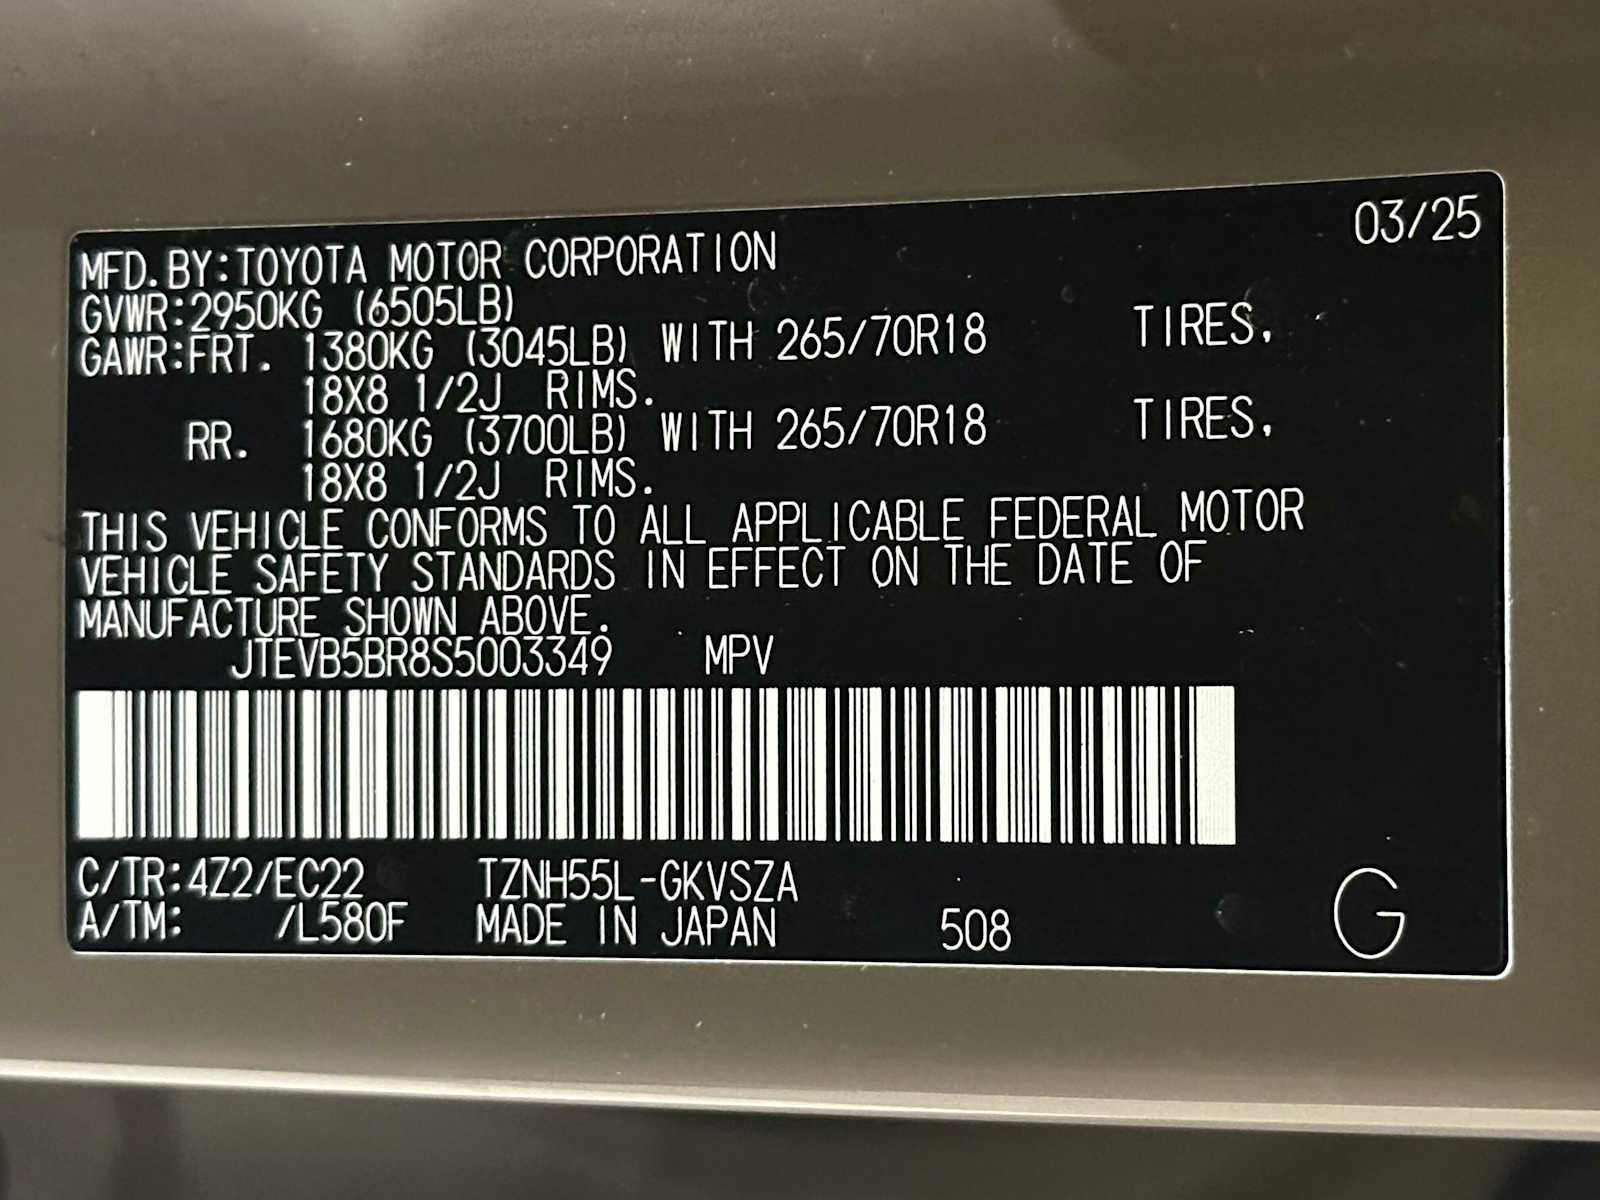 03/25
MFD.BY:TOYOTA MOTOR CORPORATION
GVWR:2950KG (6505LB)
GAWR:FRT. 1380KG (3045LB) WITH 265/70R18 TIRES,
18X8 1/2J RIMS.
RR. 1680KG (3700LB) WITH 265/70R18 TIRES,
18X8 1/2J RIMS.
THIS VEHICLE CONFORMS TO ALL APPLICABLE FEDERAL MOTOR
VEHICLE SAFETY STANDARDS IN EFFECT ON THE DATE OF
MANUFACTURE SHOWN ABOVE.
JTEVB5BR8S5003349 MPV
C/TR:4Z2/EC22 TZNH55L-GKVSZA
A/TM: /L580F MADE IN JAPAN 508 G